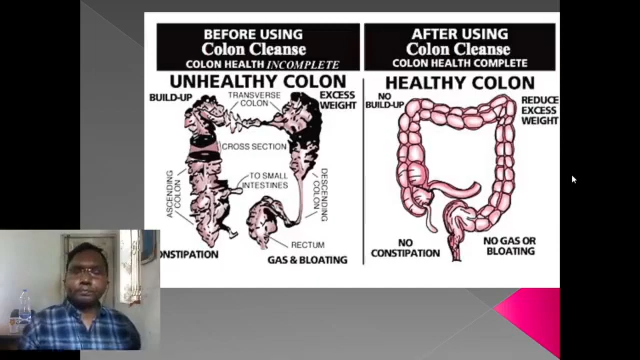 BEFORE USING
Colon Cleanse
COLON HEALTH INCOMPLETE
UNHEALTHY COLON
BUILD-UP
TRANSVERSE
COLON
EXCESS
WEIGHT
CROSS SECTION
TO SMALL
INTESTINES
ASCENDING
COLON
DESCENDING
COLON
RECTUM
ONSTIPATION
GAS & BLOATING
AFTER USING
Colon Cleanse
COLON HEALTH COMPLETE
HEALTHY COLON
NO
BUILD-UP
REDUCE
EXCESS
WEIGHT
NO
CONSTIPATION
NO GAS OR
BLOATING